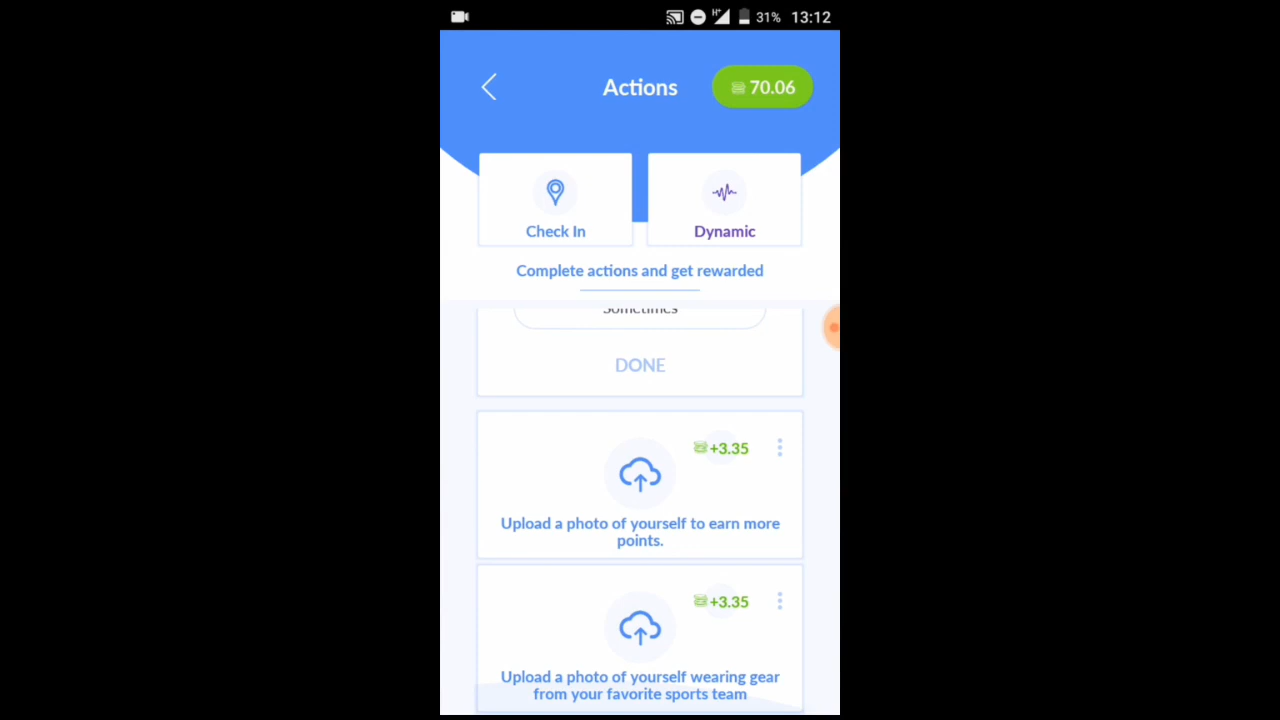 H+ 31% 13:12
Actions 70.06
Check In Dynamic
Complete actions and get rewarded
Sometimes
DONE
+3.35
Upload a photo of yourself to earn more
points.
+3.35
Upload a photo of yourself wearing gear
from your favorite sports team